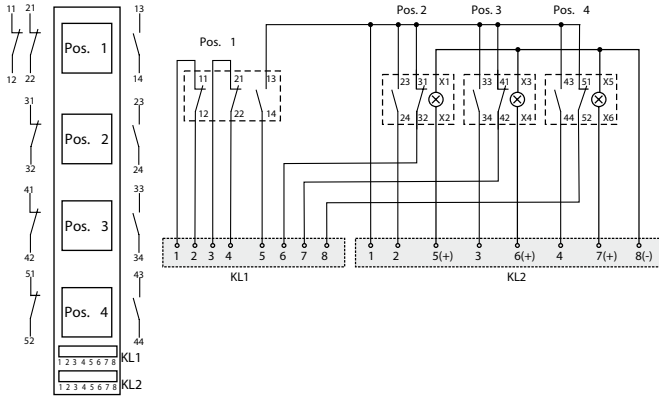 11 21
13
Pos. 1
12 22
14
31
23
Pos. 2
32
24
41
33
Pos. 3
42
34
51
43
Pos. 4
52
44
KL1
1 2 3 4 5 6 7 8
KL2
1 2 3 4 5 6 7 8
Pos. 2 Pos. 3 Pos. 4
Pos. 1
11 21 13
12 22 14
23 31 X1 33 41 X3 43 51 X5
24 32 X2 34 42 X4 44 52 X6
1 2 3 4 5 6 7 8
KL1
1 2 5(+) 3 6(+) 4 7(+) 8(-)
KL2